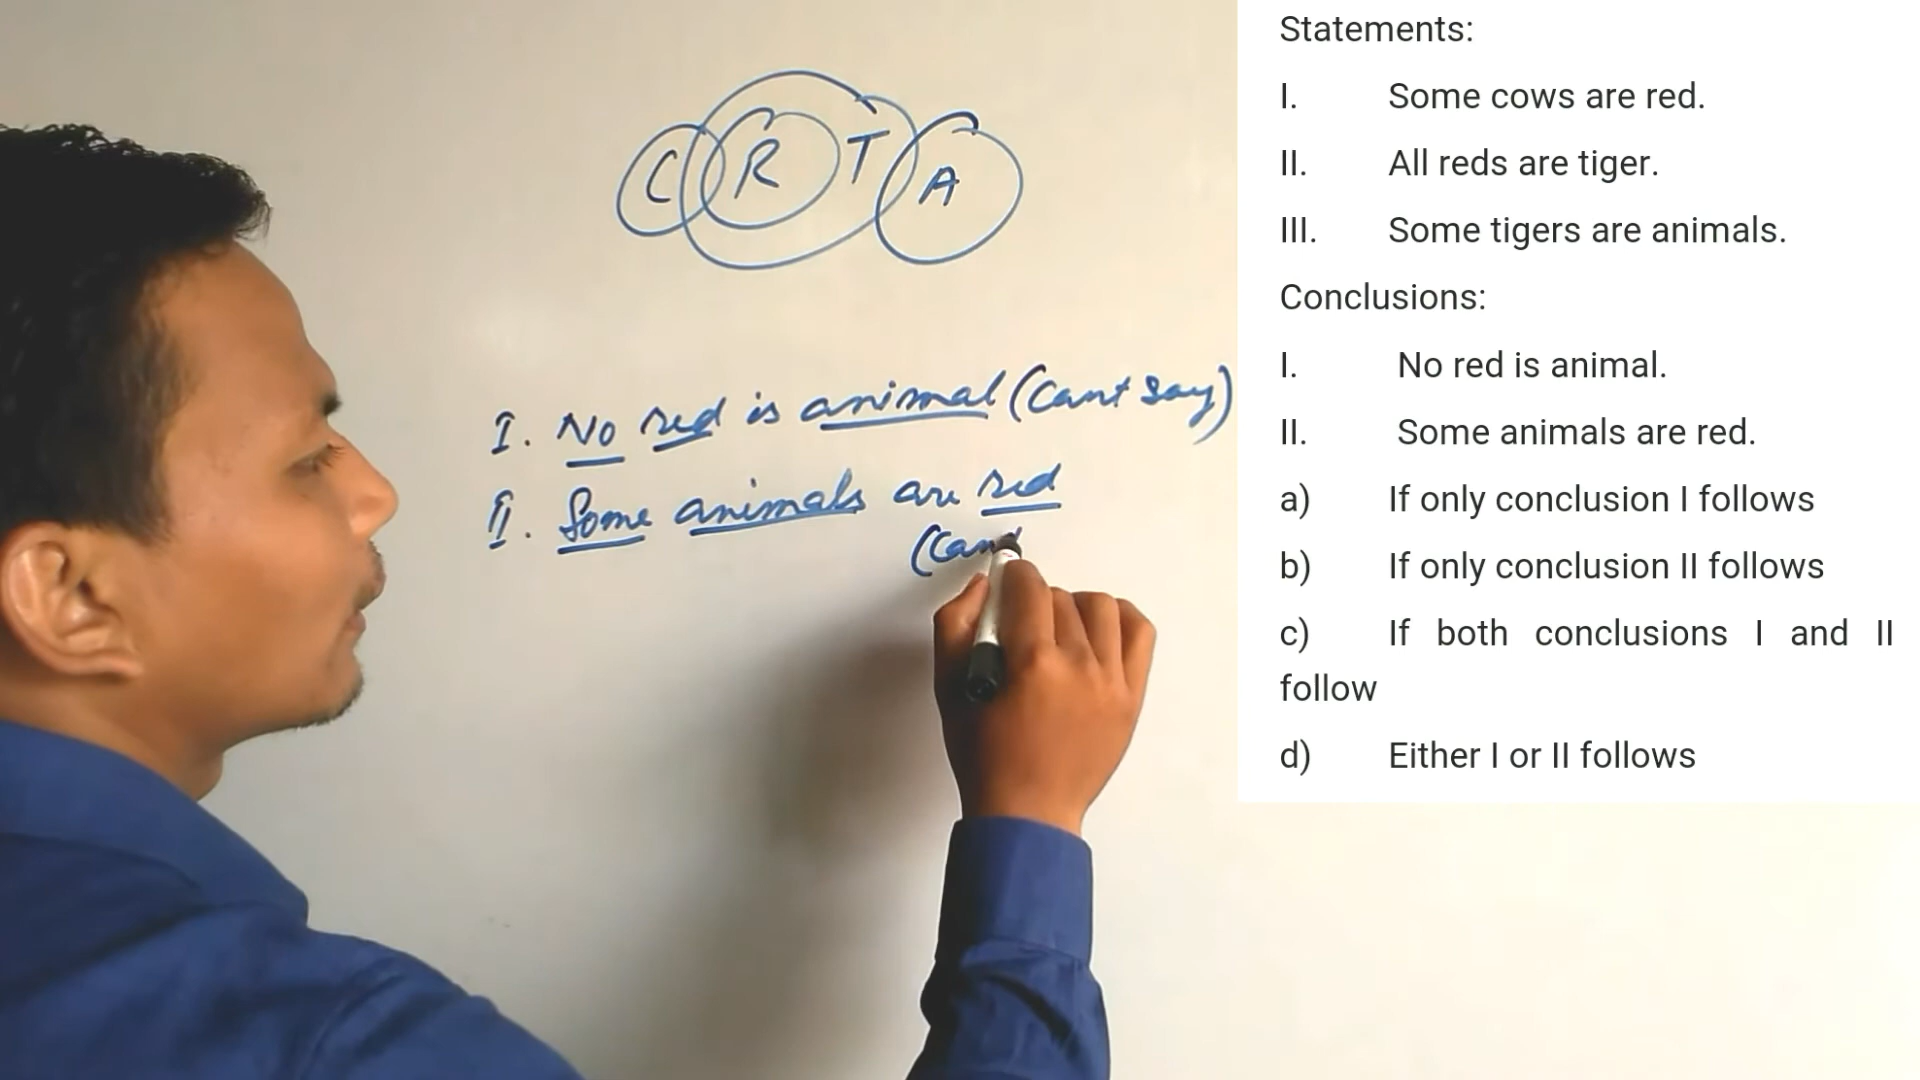 C R T A
I. No red is animal (Cant say)
II. Some animals are red
(Can
Statements:
I. Some cows are red.
II. All reds are tiger.
III. Some tigers are animals.
Conclusions:
I. No red is animal.
II. Some animals are red.
a) If only conclusion I follows
b) If only conclusion II follows
c) If both conclusions I and II
follow
d) Either I or II follows